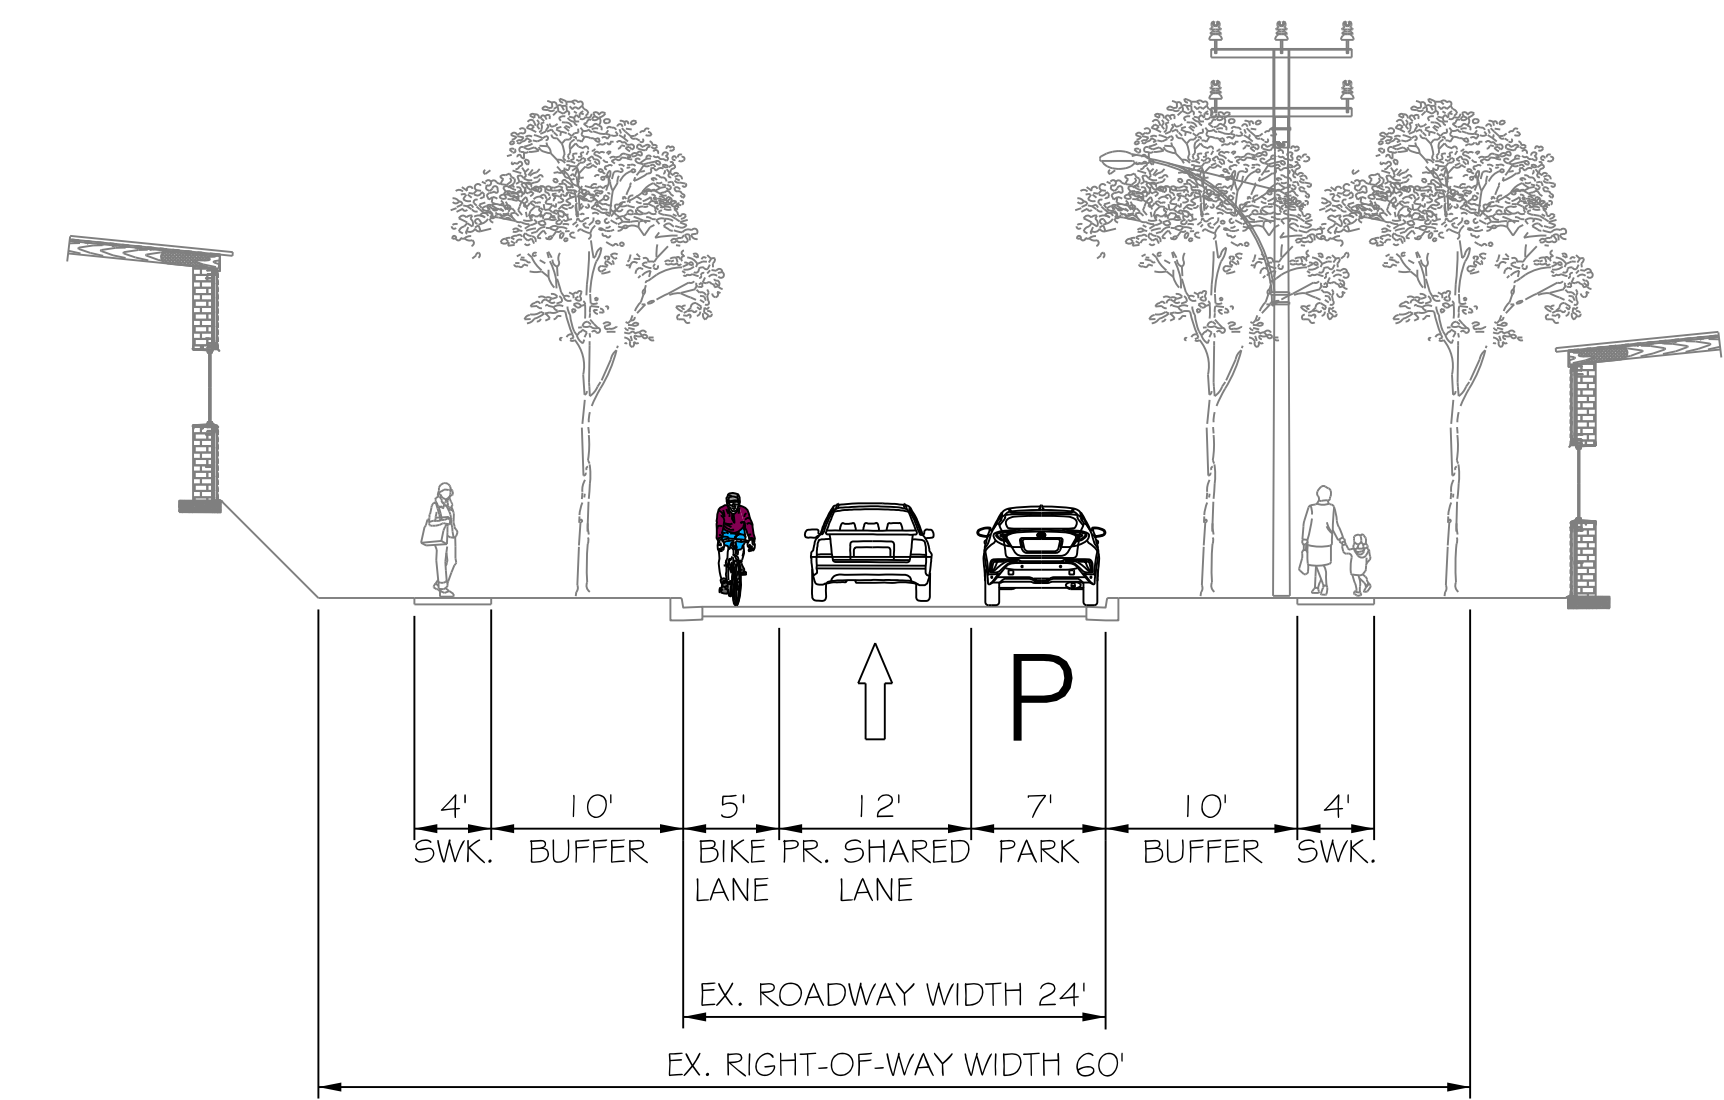 P
4' 10' 5' 12' 7' 10' 4'
SWK. BUFFER BIKE PR. SHARED PARK BUFFER SWK.
LANE LANE
EX. ROADWAY WIDTH 24'
EX. RIGHT-OF-WAY WIDTH 60'